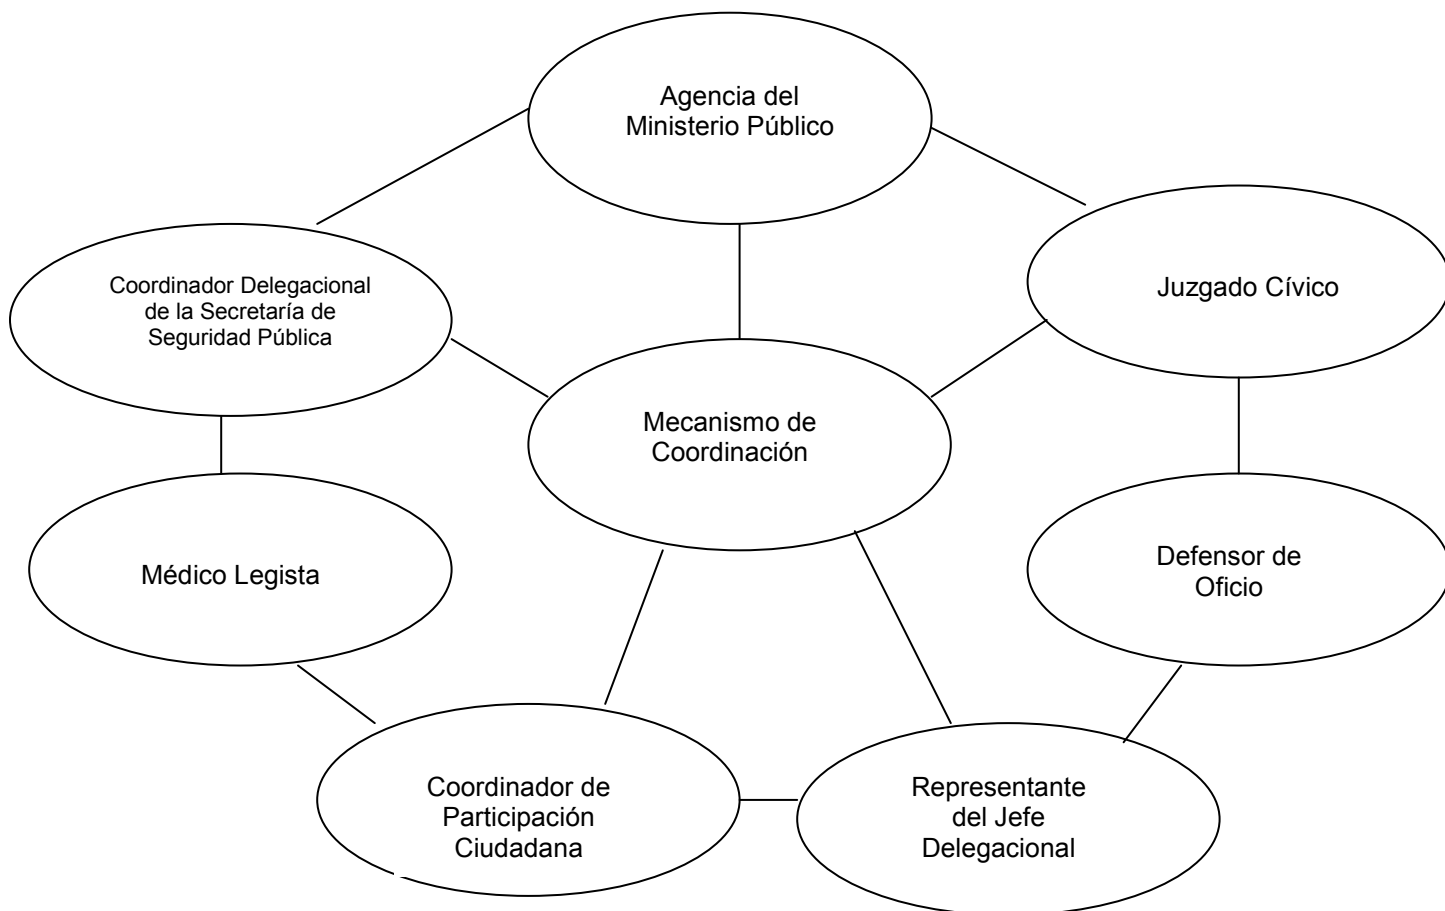 Agencia del
Ministerio Público
Coordinador Delegacional
de la Secretaría de
Seguridad Pública
Juzgado Cívico
Mecanismo de
Coordinación
Médico Legista
Defensor de
Oficio
Coordinador de
Participación
Ciudadana
Representante
del Jefe
Delegacional